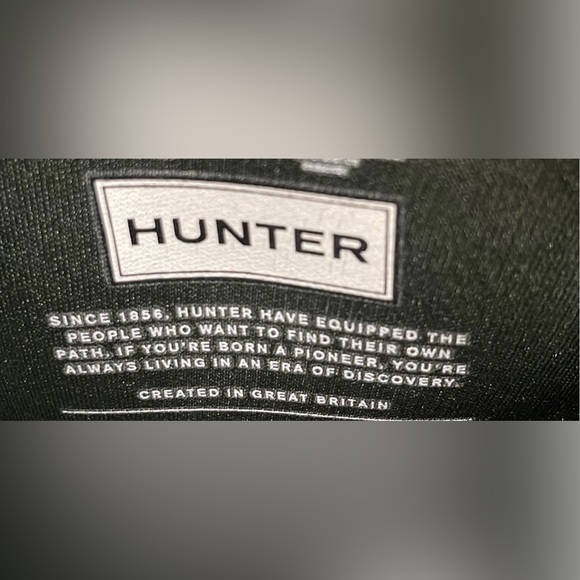 HUNTER
SINCE 1856, HUNTER HAVE EQUIPPED THE
PEOPLE WHO WANT TO FIND THEIR OWN
PATH. IF YOU'RE BORN A PIONEER, YOU'RE
ALWAYS LIVING IN AN ERA OF DISCOVERY.
CREATED IN GREAT BRITAIN